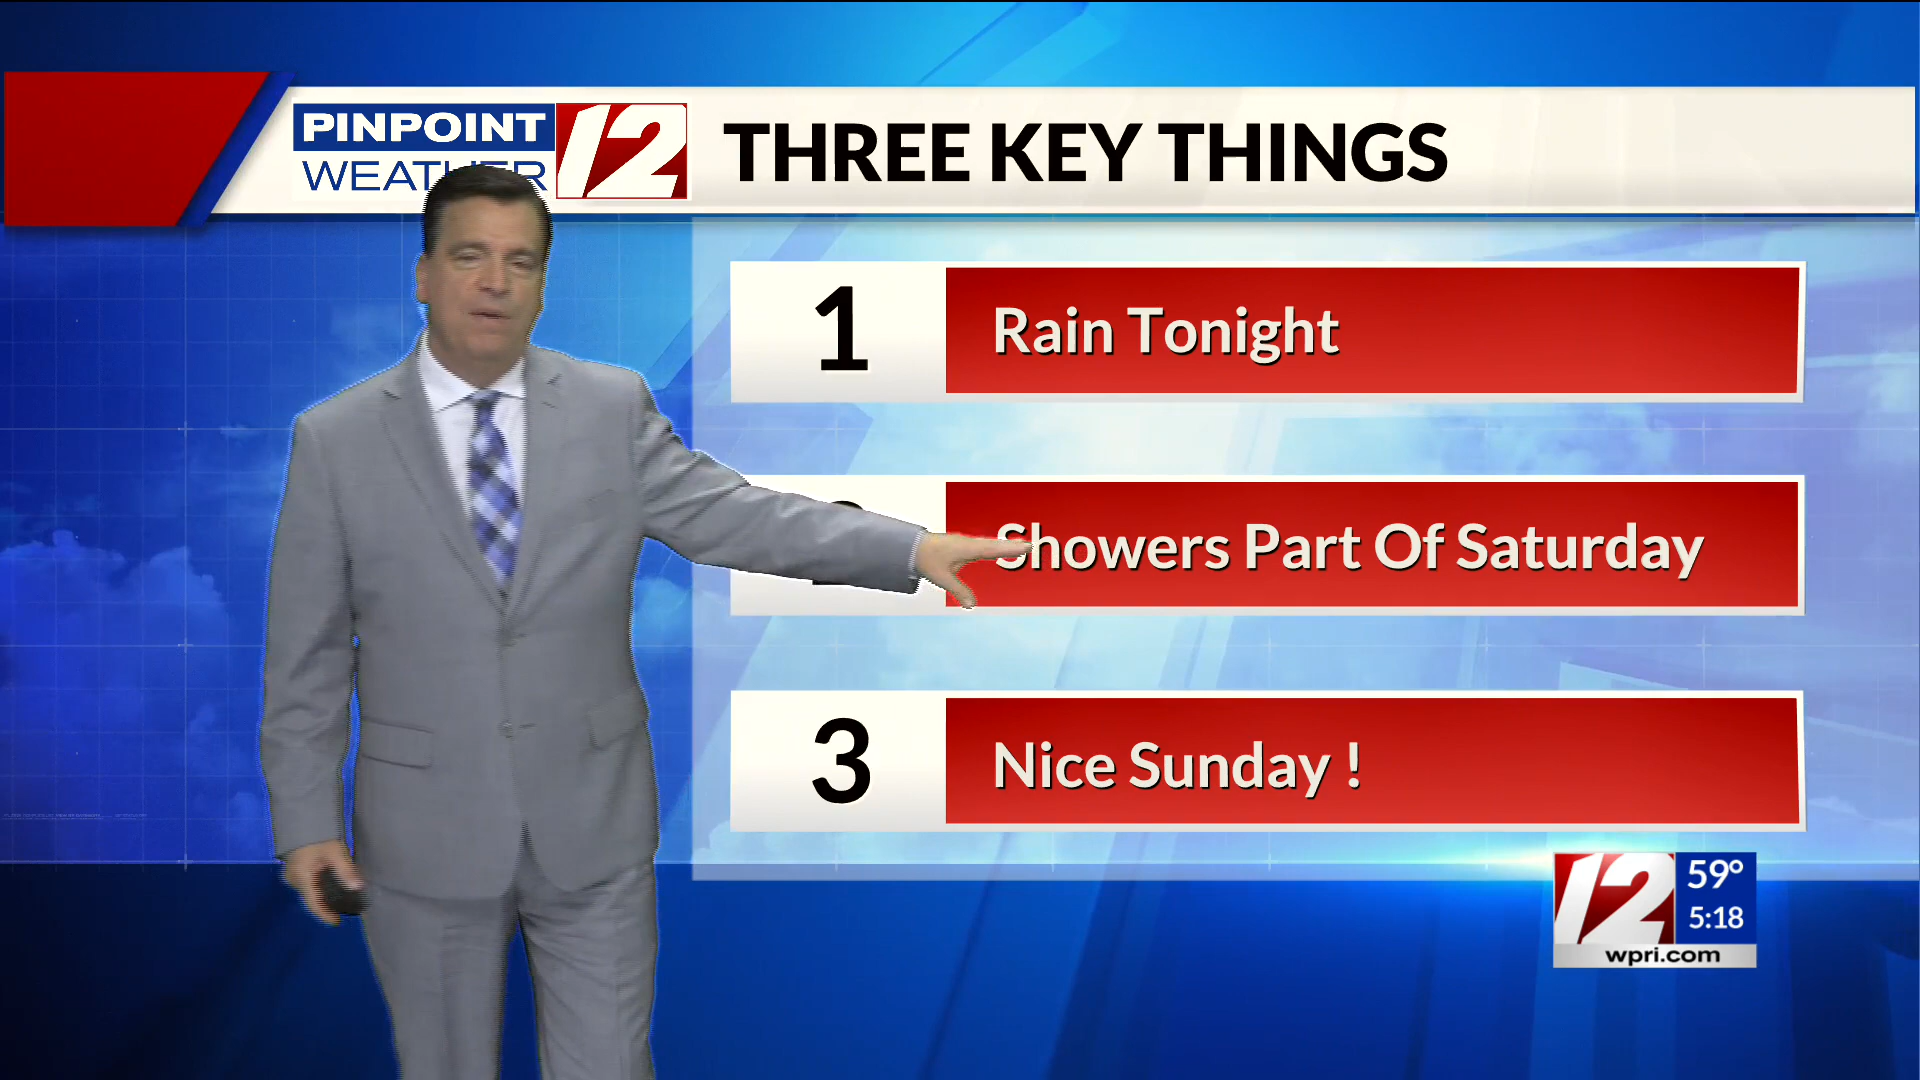 PINPOINT
WEATHER
12
THREE KEY THINGS
1
Rain Tonight
Showers Part Of Saturday
3
Nice Sunday !
12
59°
5:18
wpri.com